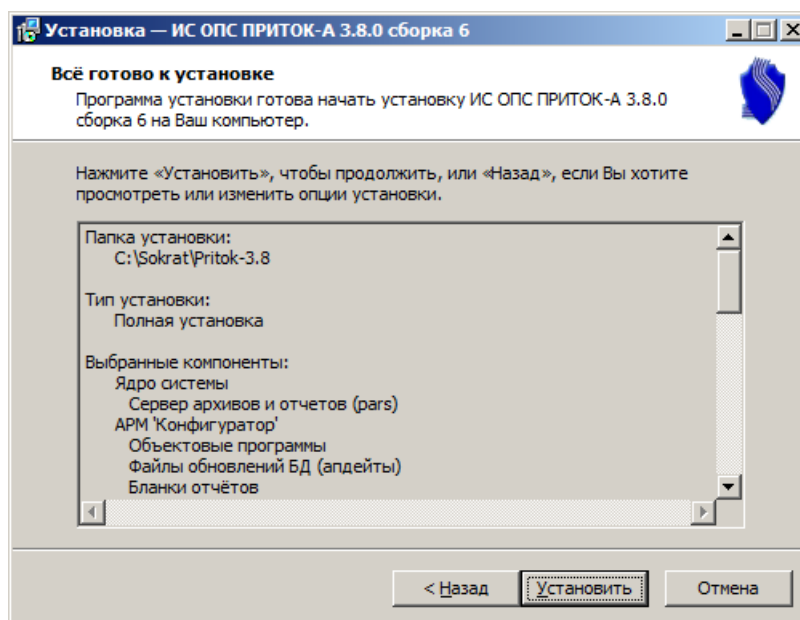 Установка — ИС ОПС ПРИТОК-А 3.8.0 сборка 6
Всё готово к установке
Программа установки готова начать установку ИС ОПС ПРИТОК-А 3.8.0
сборка 6 на Ваш компьютер.
Нажмите «Установить», чтобы продолжить, или «Назад», если Вы хотите
просмотреть или изменить опции установки.
Папка установки:
C:\Sokrat\Pritok-3.8
Тип установки:
Полная установка
Выбранные компоненты:
Ядро системы
Сервер архивов и отчетов (pars)
АРМ 'Конфигуратор'
Объектовые программы
Файлы обновлений БД (апдейты)
Бланки отчётов
< Назад
Установить
Отмена